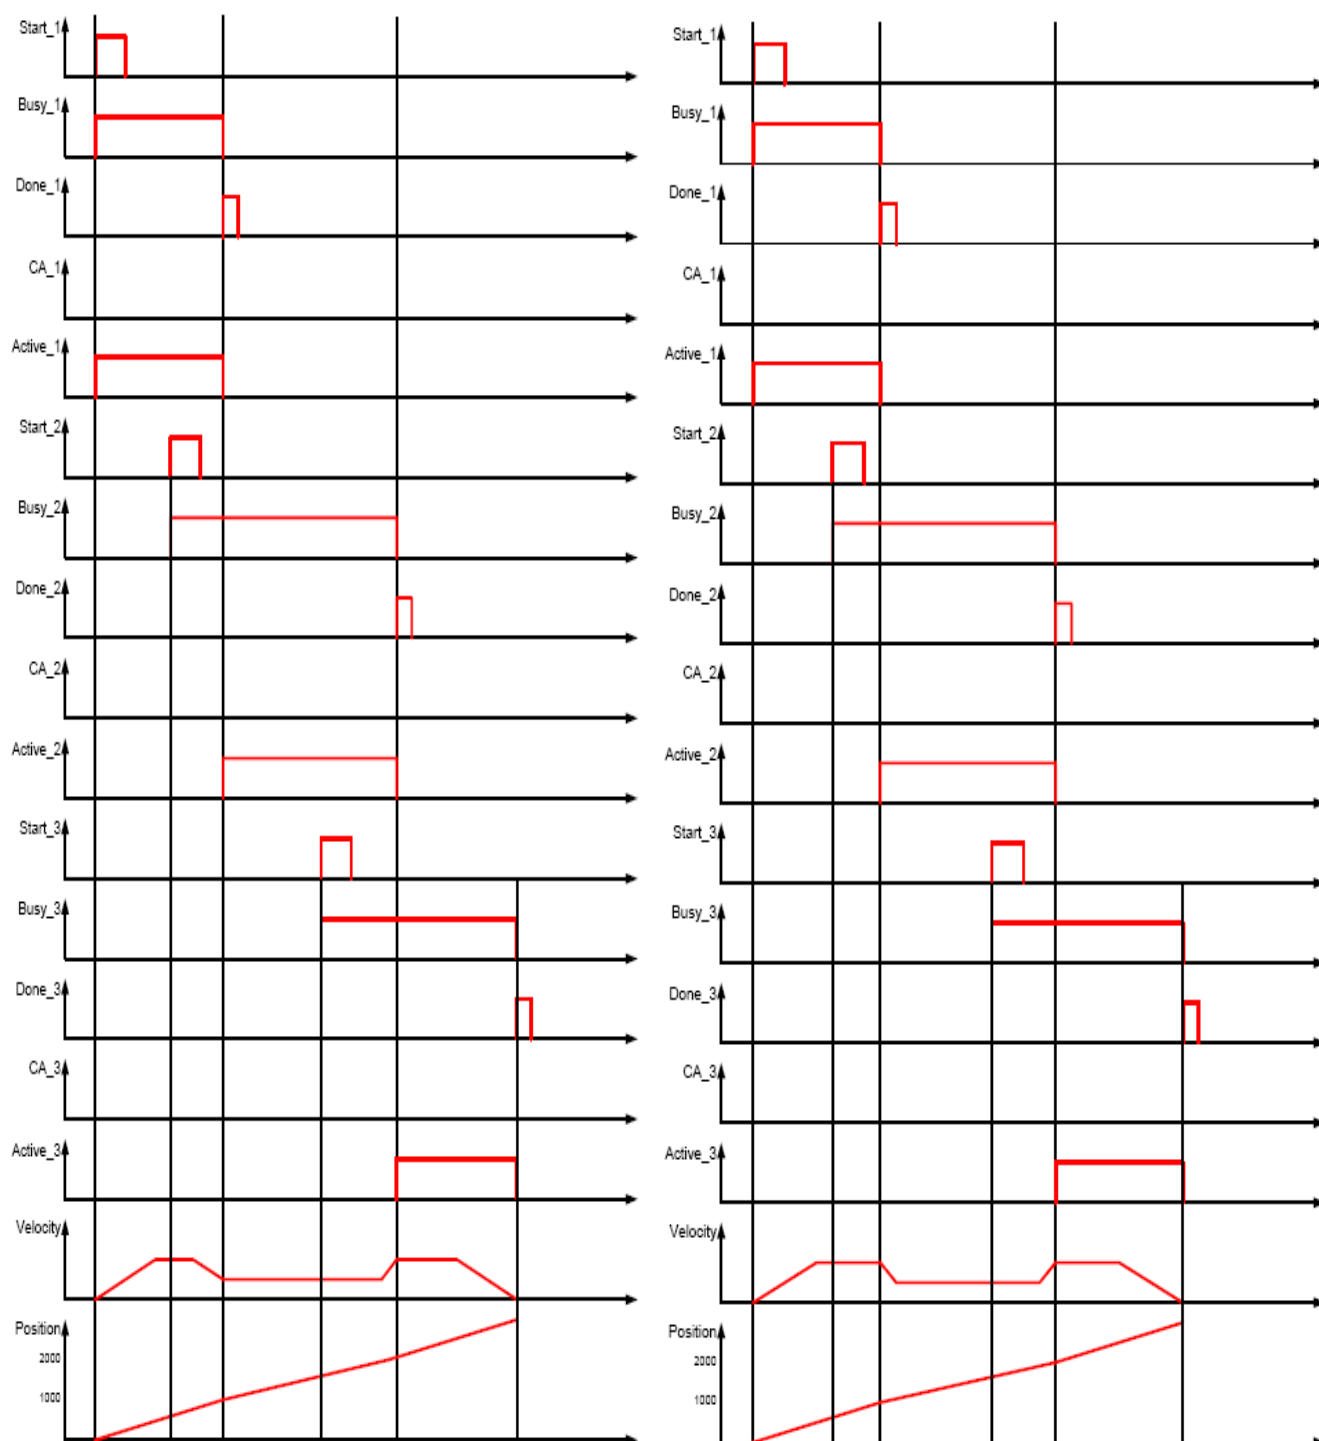 Start_1
Busy_1
Done_1
CA_1
Active_1
Start_2
Busy_2
Done_2
CA_2
Active_2
Start_3
Busy_3
Done_3
CA_3
Active_3
Velocity
Position
2000
1000
Start_1
Busy_1
Done_1
CA_1
Active_1
Start_2
Busy_2
Done_2
CA_2
Active_2
Start_3
Busy_3
Done_3
CA_3
Active_3
Velocity
Position
2000
1000